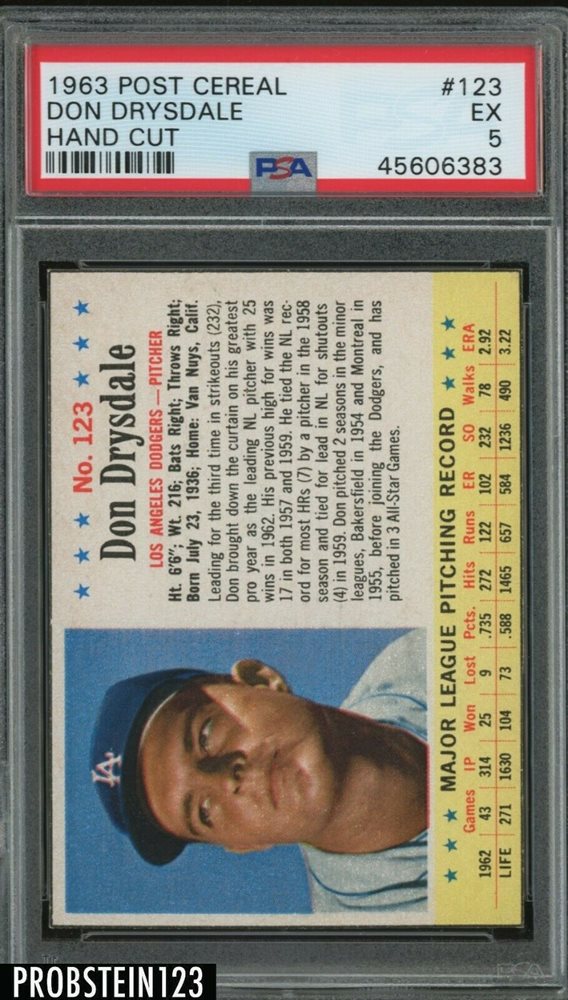 1963 POST CEREAL #123
DON DRYSDALE EX
HAND CUT 5
PSA 45606383
★ ★ ★ No. 123 ★ ★ ★
Don Drysdale
LOS ANGELES DODGERS — PITCHER
Ht. 6'6"; Wt. 216; Bats Right; Throws Right;
Born July 23, 1936; Home: Van Nuys, Calif.
Leading for the third time in strikeouts (232),
Don brought down the curtain on his greatest
pro year as the leading NL pitcher with 25
wins in 1962. His previous high for wins was
17 in both 1957 and 1959. He tied the NL rec-
ord for most HRs (7) by a pitcher in the 1958
season and tied for lead in NL for shutouts
(4) in 1959. Don pitched 2 seasons in the minor
leagues, Bakersfield in 1954 and Montreal in
1955, before joining the Dodgers, and has
pitched in 3 All-Star Games.
LA
★ ★ ★ MAJOR LEAGUE PITCHING RECORD ★ ★ ★
Games IP Won Lost Pcts. Hits Runs ER SO Walks ERA
1962 43 314 25 9 .735 272 122 102 232 78 2.92
LIFE 271 1630 104 73 .588 1465 657 584 1236 490 3.22
PROBSTEIN123